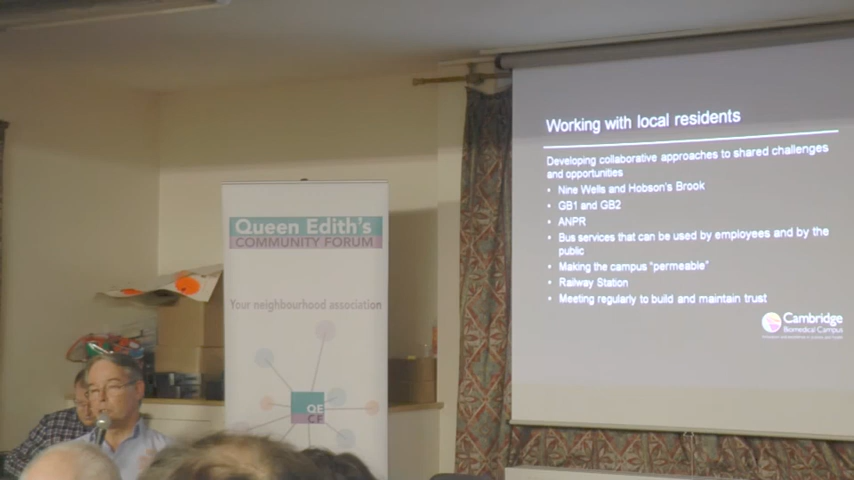 Queen Edith's
COMMUNITY FORUM
Your neighbourhood association
QE
CF
Working with local residents
Developing collaborative approaches to shared challenges
and opportunities
• Nine Wells and Hobson's Brook
• GB1 and GB2
• ANPR
• Bus services that can be used by employees and by the
public
• Making the campus "permeable"
• Railway Station
• Meeting regularly to build and maintain trust
Cambridge
Biomedical Campus